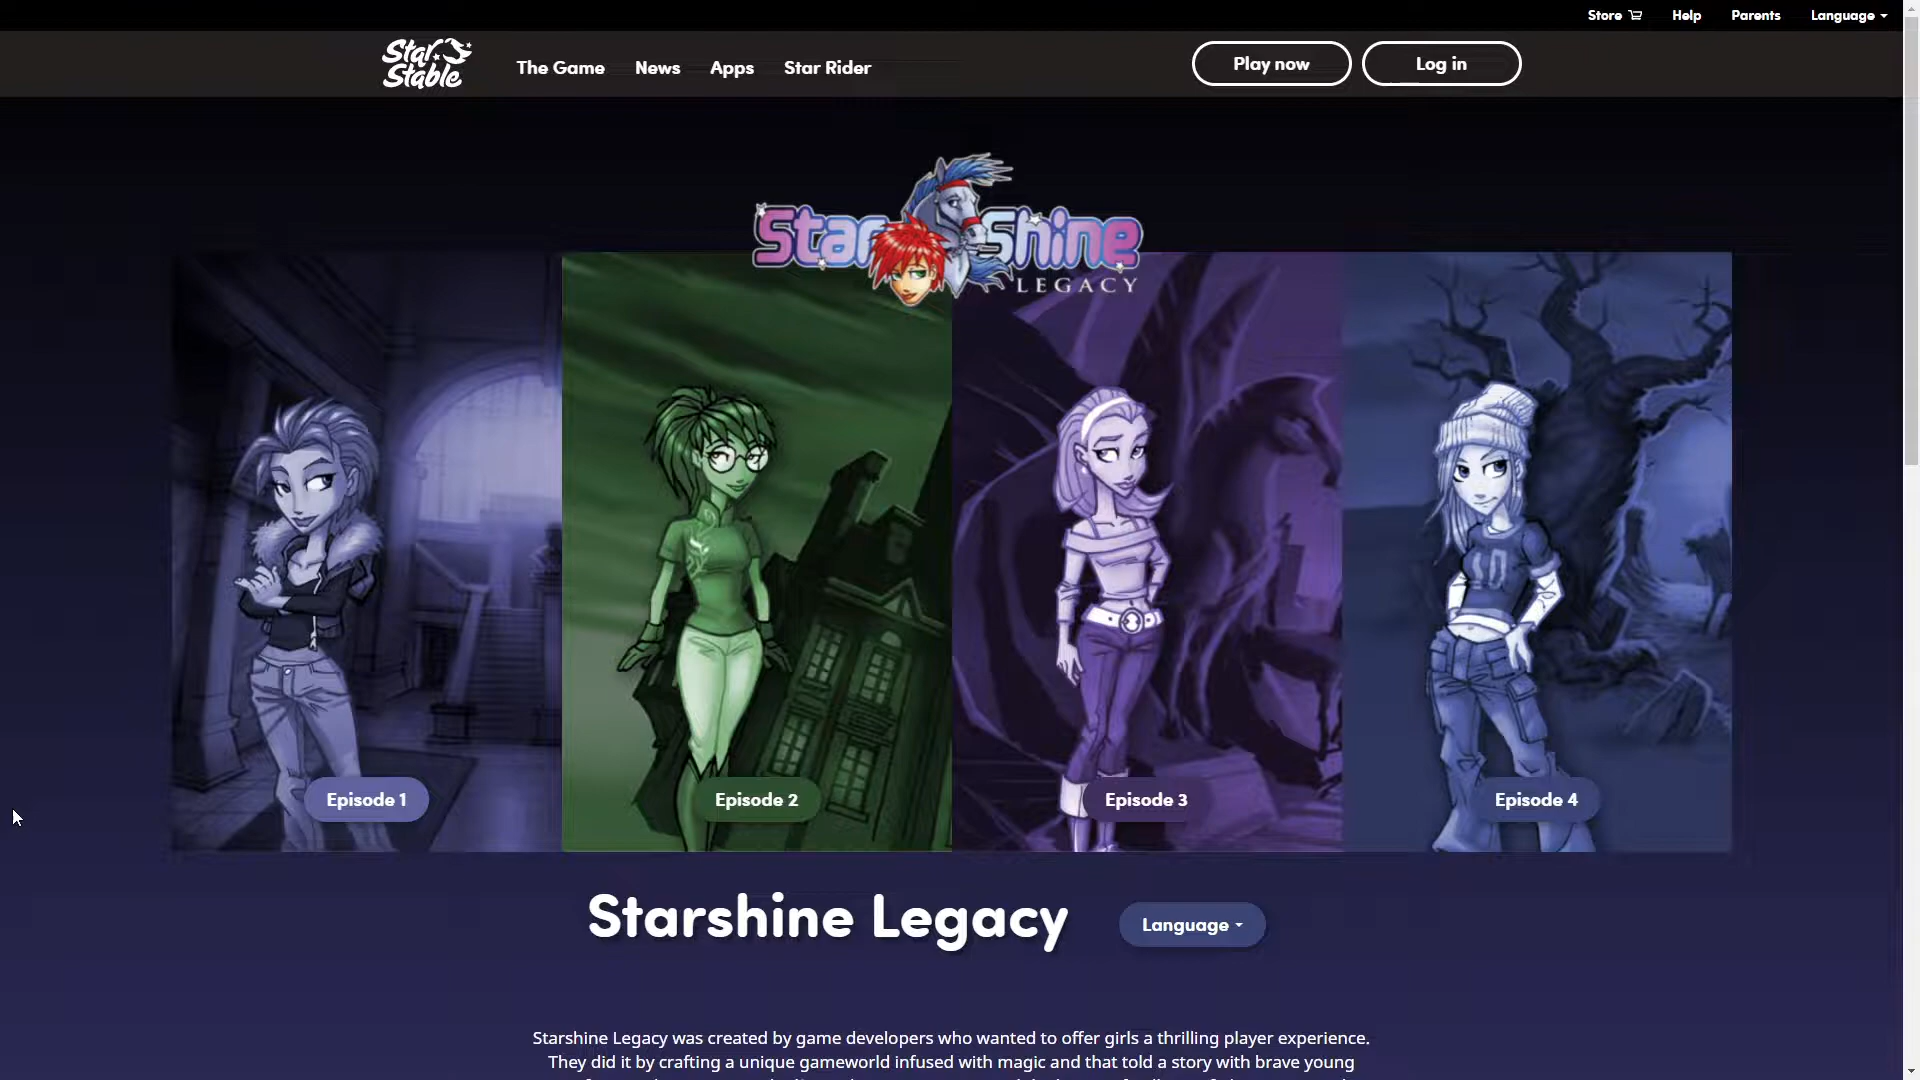 Store
Help
Parents
Language
Star Stable
The Game
News
Apps
Star Rider
Play now
Log in
Star Shine
LEGACY
10
Episode 1
Episode 2
Episode 3
Episode 4
Starshine Legacy
Language
Starshine Legacy was created by game developers who wanted to offer girls a thrilling player experience.
They did it by crafting a unique gameworld infused with magic and that told a story with brave young